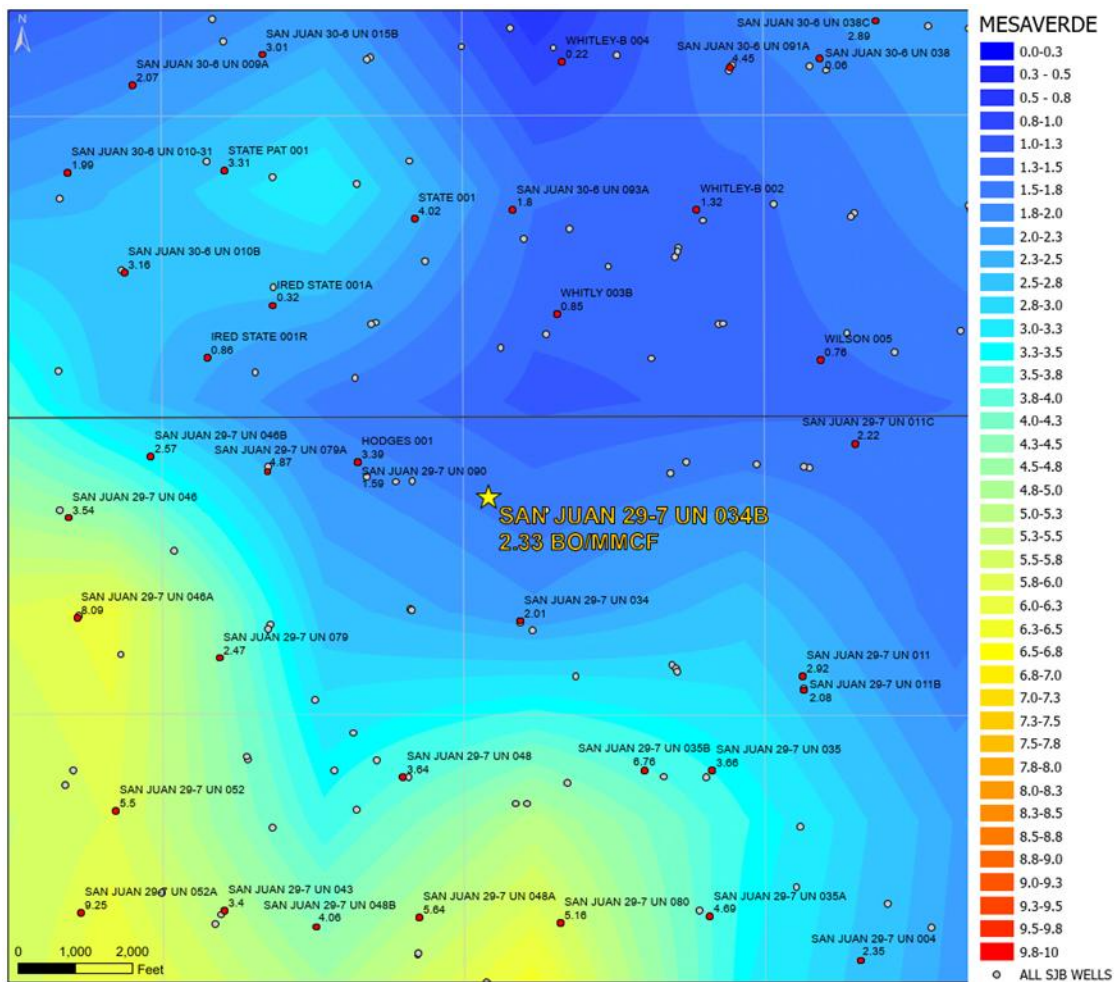 N
SAN JUAN 30-6 UN 015B
3.01
SAN JUAN 30-6 UN 009A
2.07
WHITLEY-B 004
0.22
SAN JUAN 30-6 UN 038C
2.89
SAN JUAN 30-6 UN 091A
4.45
SAN JUAN 30-6 UN 038
0.06
SAN JUAN 30-6 UN 010-31
1.99
STATE PAT 001
3.31
STATE 001
4.02
SAN JUAN 30-6 UN 093A
1.8
WHITLEY-B 002
1.32
SAN JUAN 30-6 UN 010B
3.16
IRED STATE 001A
0.32
WHITLY 003B
0.85
IRED STATE 001R
0.86
WILSON 005
0.76
SAN JUAN 29-7 UN 011C
2.22
SAN JUAN 29-7 UN 046B
2.57
SAN JUAN 29-7 UN 079A
4.87
HODGES 001
3.39
SAN JUAN 29-7 UN 090
1.59
SAN JUAN 29-7 UN 046
3.54
SAN JUAN 29-7 UN 034B
2.33 BO/MMCF
SAN JUAN 29-7 UN 046A
8.09
SAN JUAN 29-7 UN 034
2.01
SAN JUAN 29-7 UN 079
2.47
SAN JUAN 29-7 UN 011
2.92
SAN JUAN 29-7 UN 011B
2.08
SAN JUAN 29-7 UN 048
3.64
SAN JUAN 29-7 UN 035B
6.76
SAN JUAN 29-7 UN 035
3.66
SAN JUAN 29-7 UN 052
5.5
SAN JUAN 29-7 UN 052A
9.25
SAN JUAN 29-7 UN 043
3.4
SAN JUAN 29-7 UN 048B
4.06
SAN JUAN 29-7 UN 048A
5.64
SAN JUAN 29-7 UN 080
5.16
SAN JUAN 29-7 UN 035A
4.69
SAN JUAN 29-7 UN 004
2.35
0 1,000 2,000
Feet
MESAVERDE
0.0-0.3
0.3 - 0.5
0.5 - 0.8
0.8-1.0
1.0-1.3
1.3-1.5
1.5-1.8
1.8-2.0
2.0-2.3
2.3-2.5
2.5-2.8
2.8-3.0
3.0-3.3
3.3-3.5
3.5-3.8
3.8-4.0
4.0-4.3
4.3-4.5
4.5-4.8
4.8-5.0
5.0-5.3
5.3-5.5
5.5-5.8
5.8-6.0
6.0-6.3
6.3-6.5
6.5-6.8
6.8-7.0
7.0-7.3
7.3-7.5
7.5-7.8
7.8-8.0
8.0-8.3
8.3-8.5
8.5-8.8
8.8-9.0
9.0-9.3
9.3-9.5
9.5-9.8
9.8-10
ALL SJB WELLS